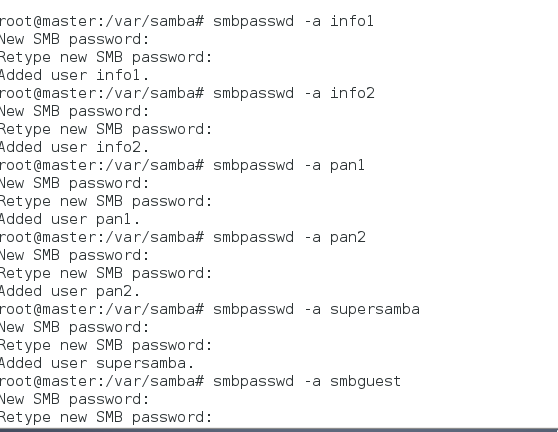 root@master:/var/samba# smbpasswd -a info1
New SMB password:
Retype new SMB password:
Added user info1.
root@master:/var/samba# smbpasswd -a info2
New SMB password:
Retype new SMB password:
Added user info2.
root@master:/var/samba# smbpasswd -a pan1
New SMB password:
Retype new SMB password:
Added user pan1.
root@master:/var/samba# smbpasswd -a pan2
New SMB password:
Retype new SMB password:
Added user pan2.
root@master:/var/samba# smbpasswd -a supersamba
New SMB password:
Retype new SMB password:
Added user supersamba.
root@master:/var/samba# smbpasswd -a smbguest
New SMB password:
Retype new SMB password: